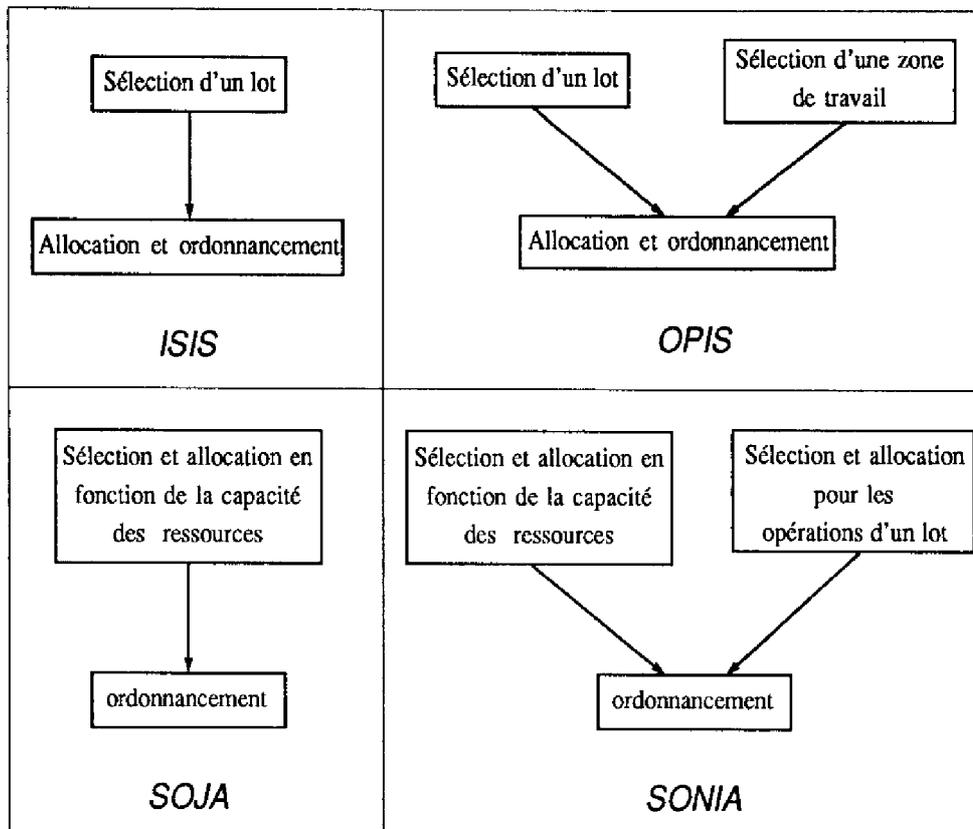 Sélection d'un lot
Allocation et ordonnancement
ISIS
Sélection d'un lot
Sélection d'une zone
de travail
Allocation et ordonnancement
OPIS
Sélection et allocation en
fonction de la capacité
des ressources
ordonnancement
SOJA
Sélection et allocation en
fonction de la capacité
des ressources
Sélection et allocation
pour les
opérations d'un lot
ordonnancement
SONIA